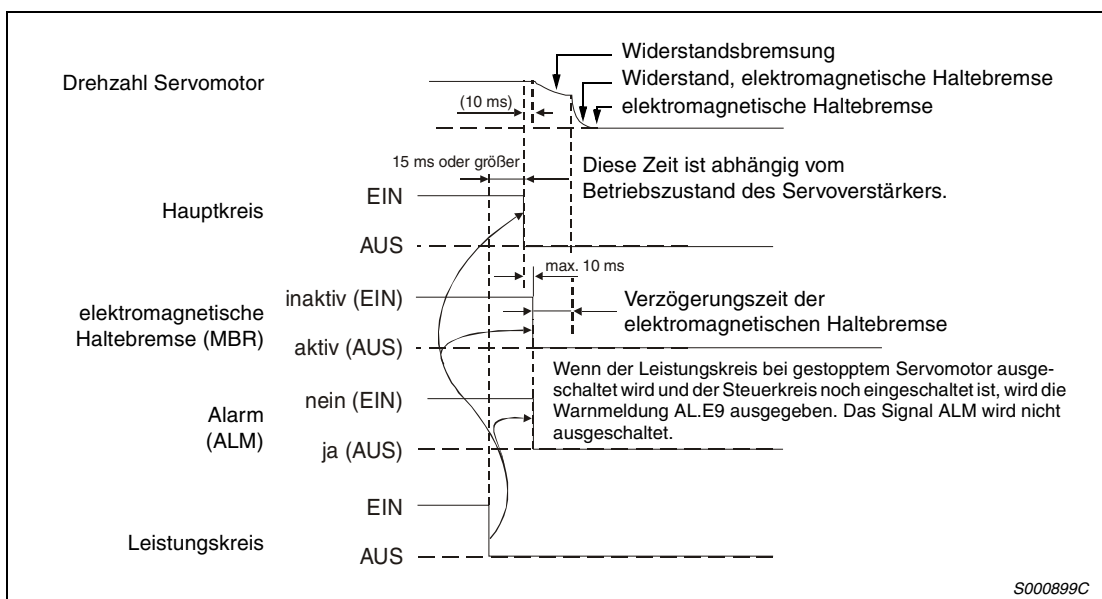 Widerstandsbremsung
Drehzahl Servomotor
Widerstand, elektromagnetische Haltebremse
(10 ms)
elektromagnetische Haltebremse
15 ms oder größer
Diese Zeit ist abhängig vom
Betriebszustand des Servoverstärkers.
EIN
Hauptkreis
AUS
max. 10 ms
inaktiv (EIN)
elektromagnetische
Haltebremse (MBR)
Verzögerungszeit der
elektromagnetischen Haltebremse
aktiv (AUS)
Wenn der Leistungskreis bei gestopptem Servomotor ausge-
schaltet wird und der Steuerkreis noch eingeschaltet ist, wird die
Warnmeldung AL.E9 ausgegeben. Das Signal ALM wird nicht
ausgeschaltet.
nein (EIN)
Alarm
(ALM)
ja (AUS)
EIN
Leistungskreis
AUS
S000899C